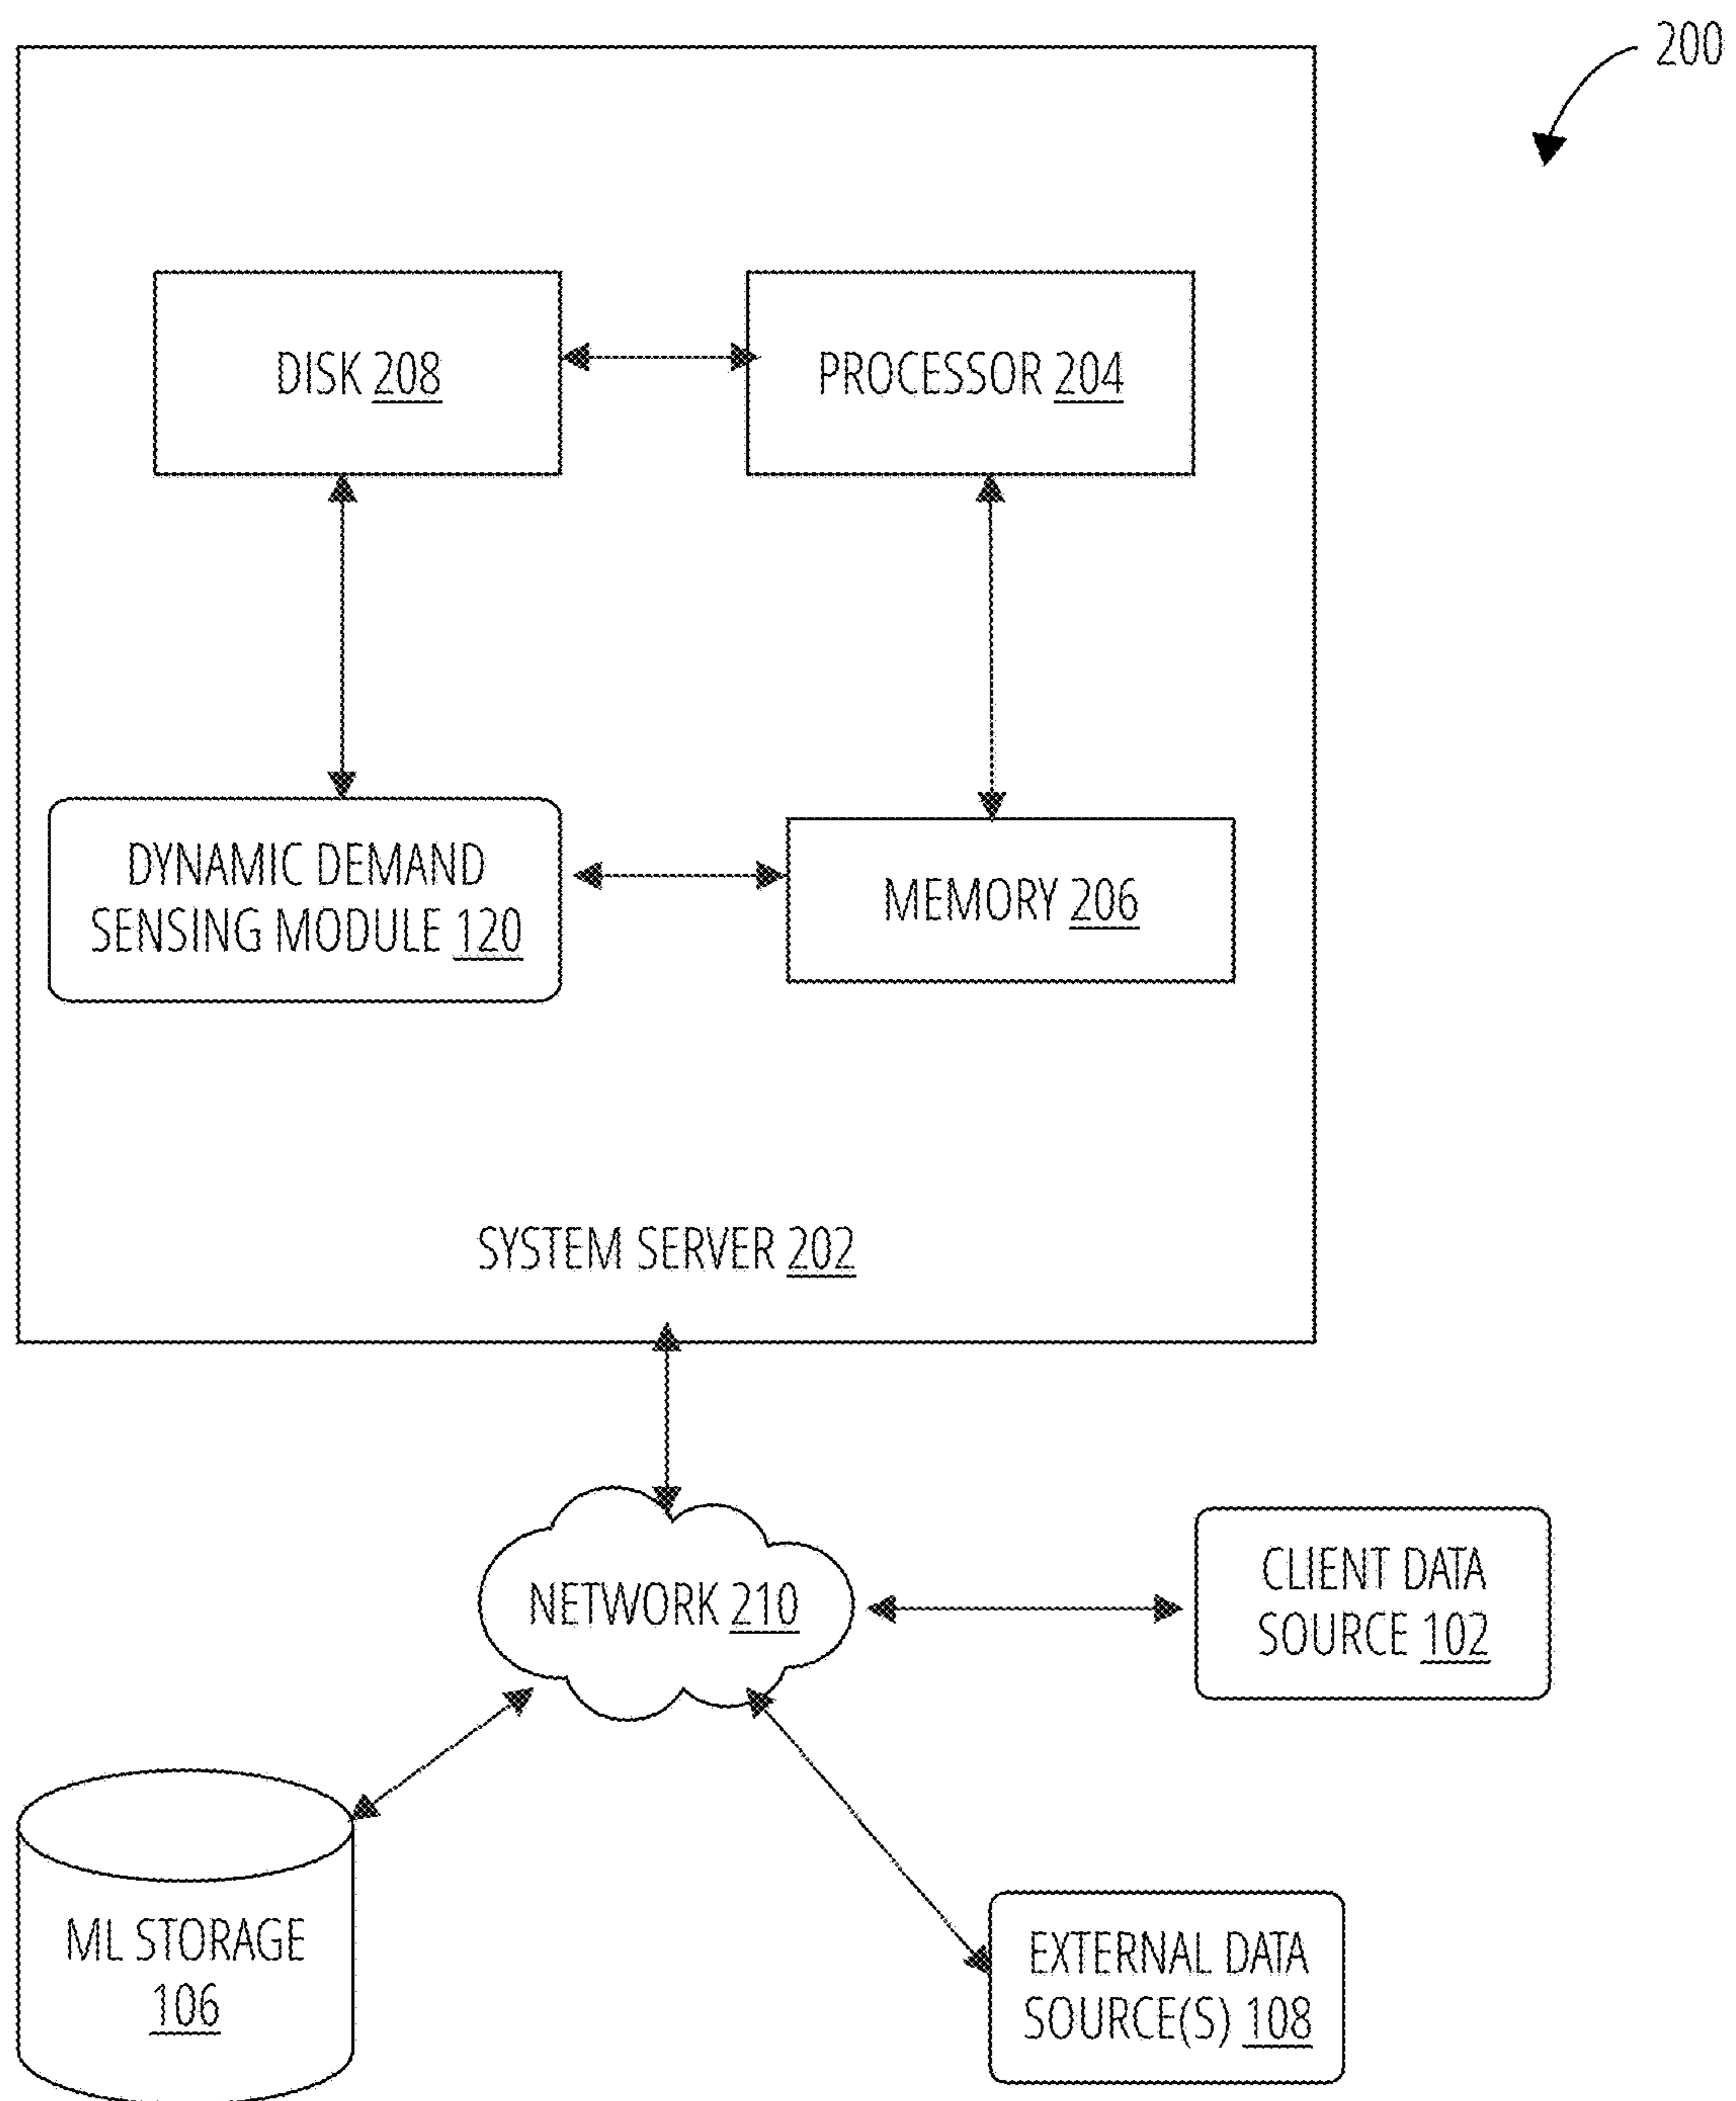 200
DISK 208
PROCESSOR 204
DYNAMIC DEMAND
SENSING MODULE 120
MEMORY 206
SYSTEM SERVER 202
NETWORK 210
CLIENT DATA
SOURCE 102
ML STORAGE
106
EXTERNAL DATA
SOURCE(S) 108